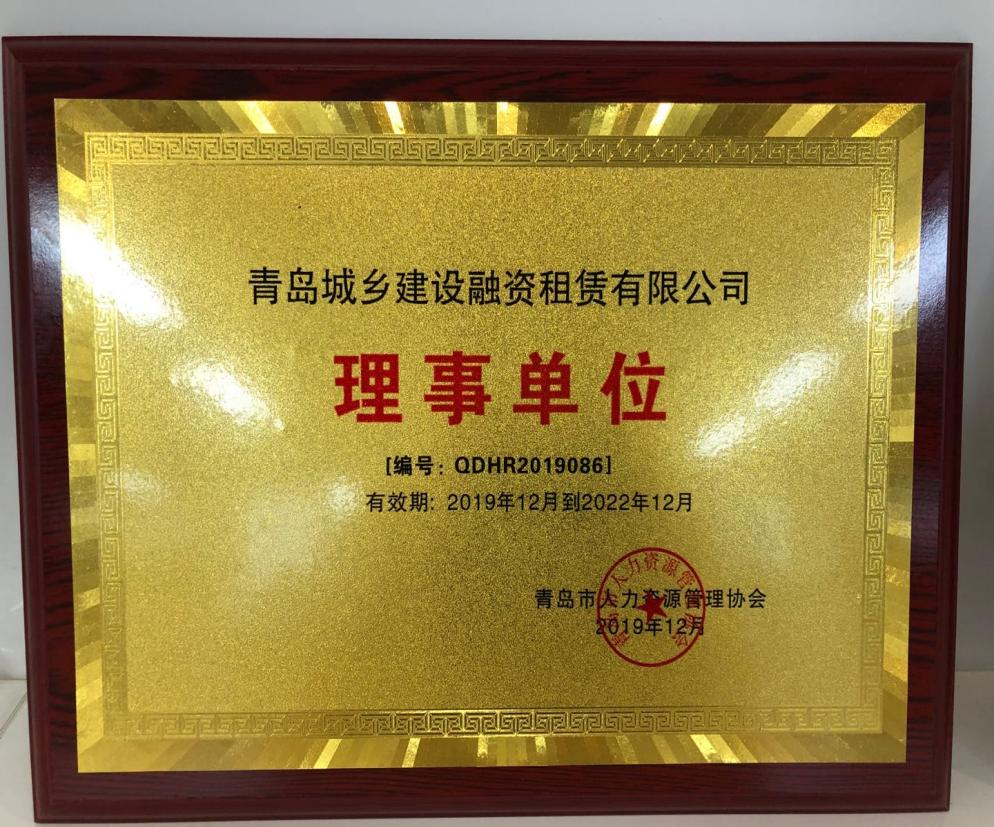 青岛城乡建设融资租赁有限公司
理事单位
[编号：QDHR2019086]
有效期：2019年12月到2022年12月
青岛市人力资源管理协会
2019年12月